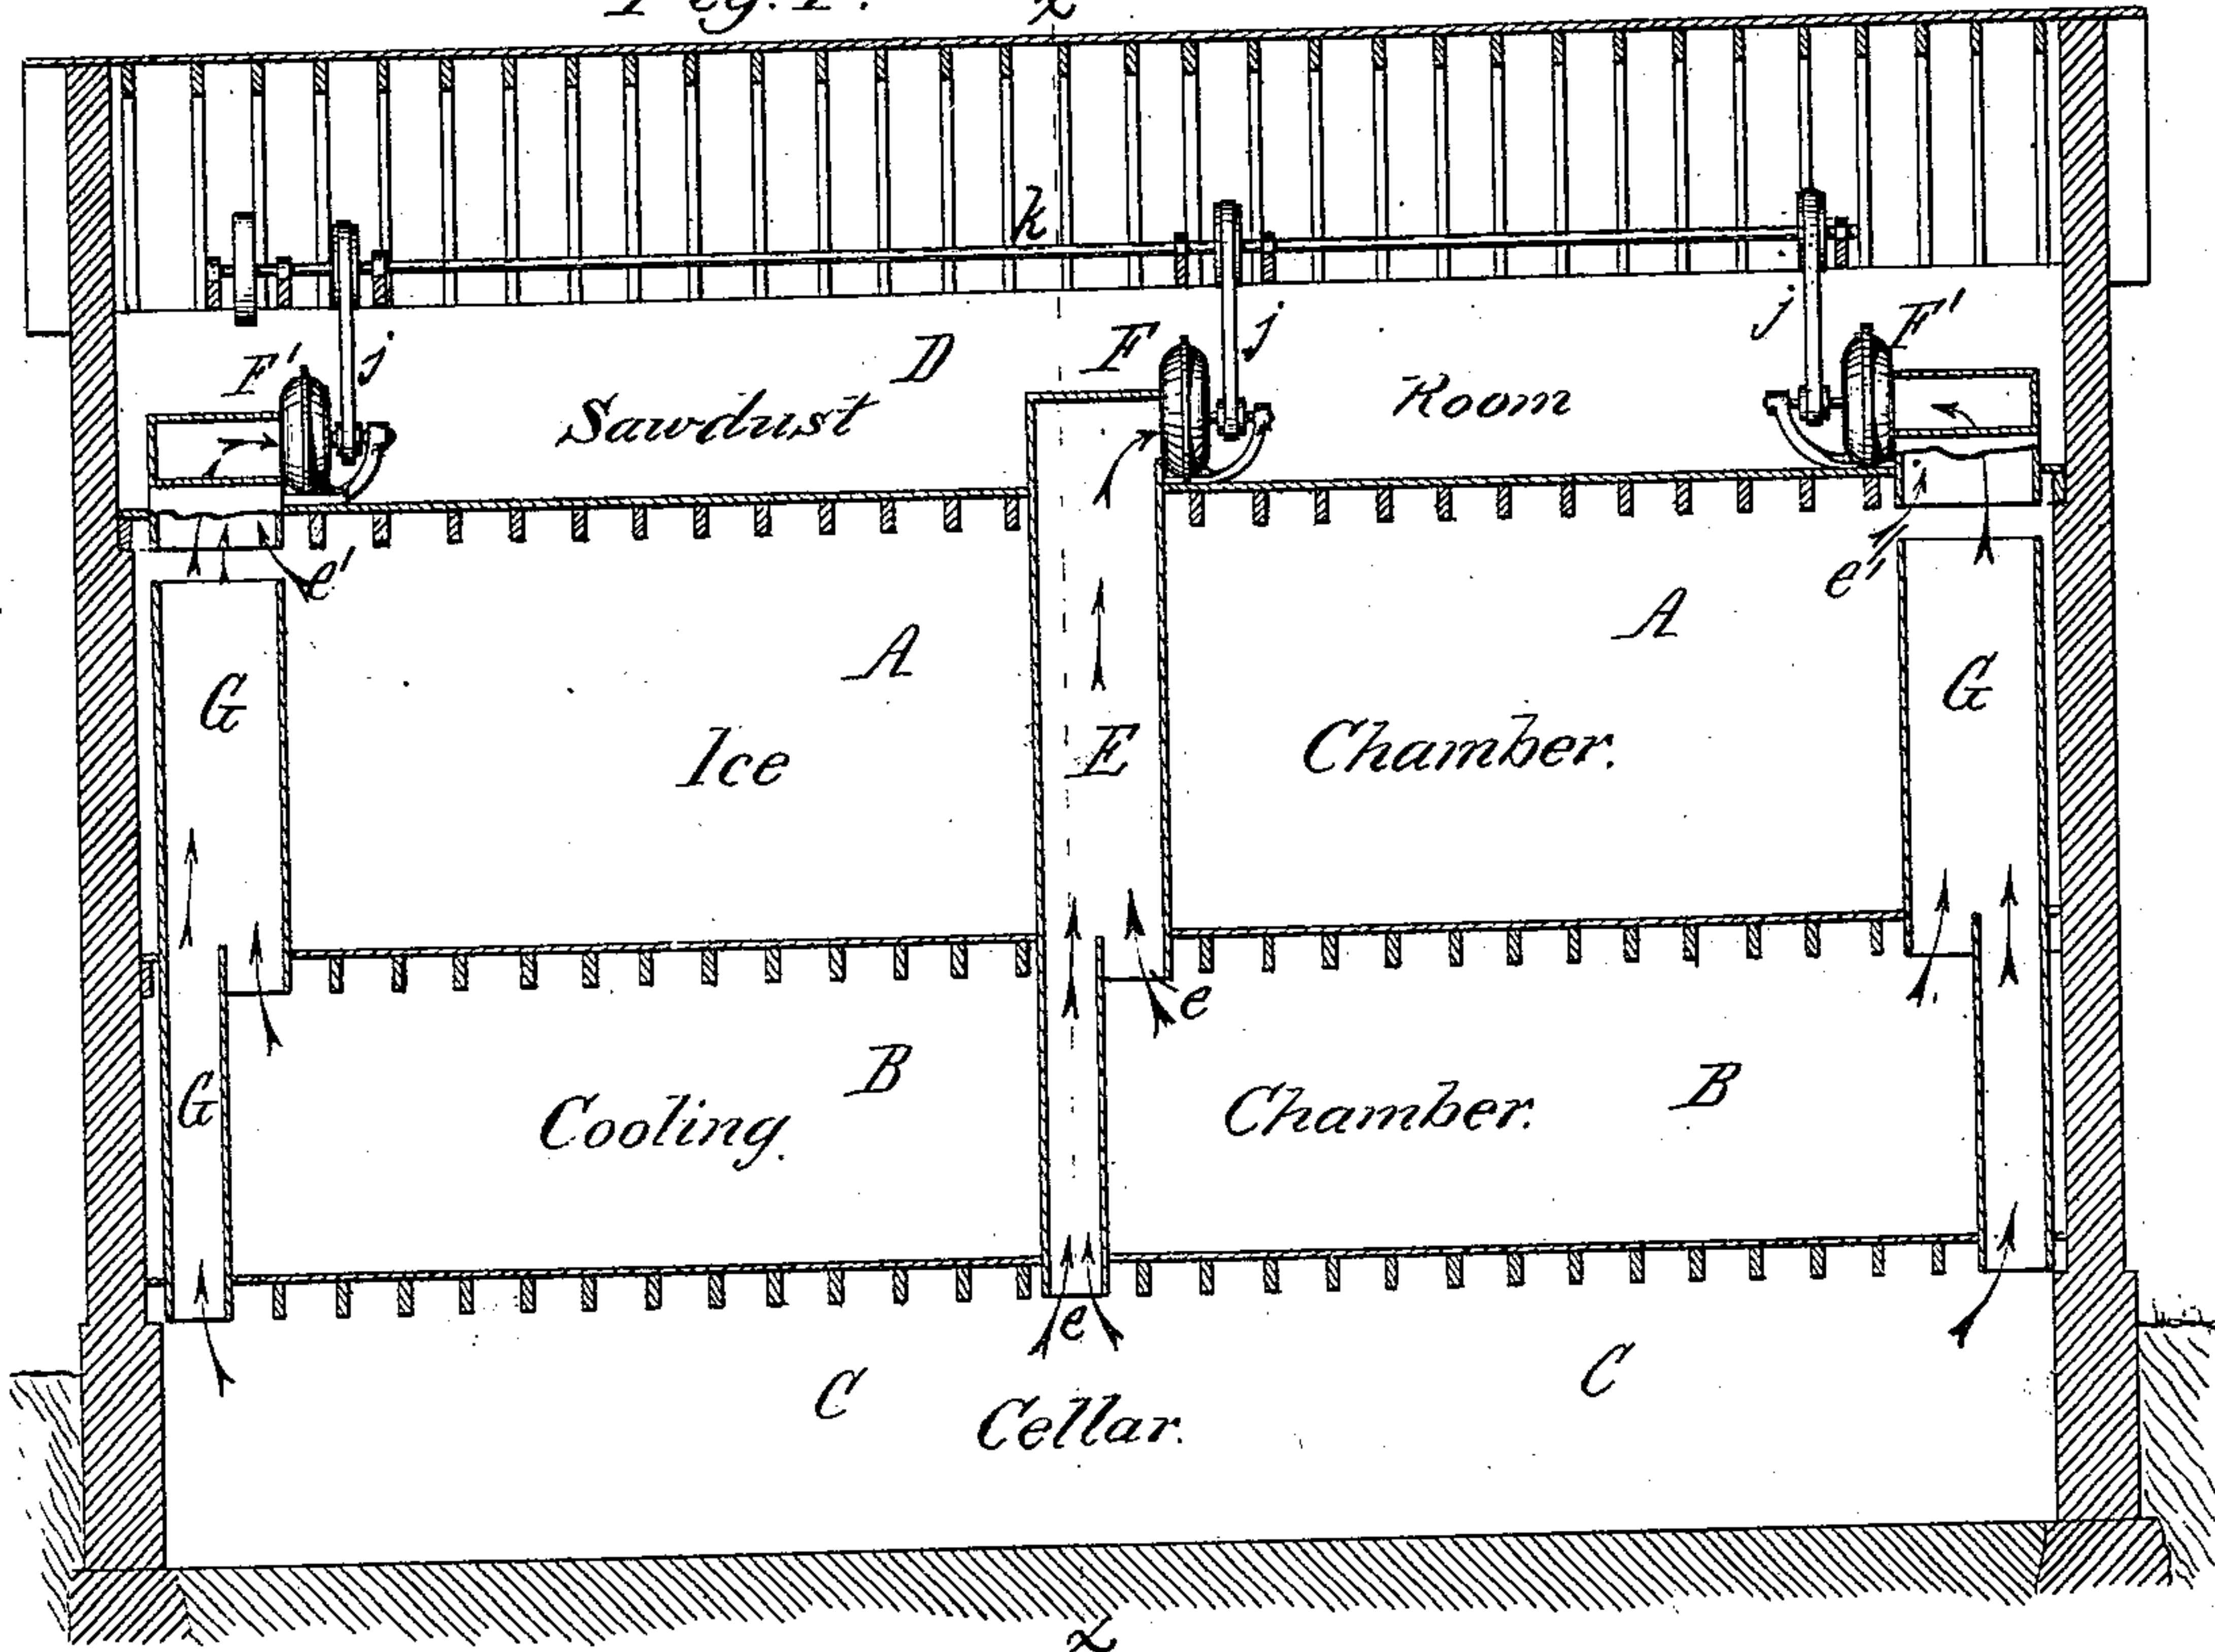 Fig. 1. x
k
F' j D F j j F'
Sawdust Room
e' e'
A A
G G
Ice E Chamber.
e
B B
G
Cooling. Chamber.
e
C C
Cellar.
x